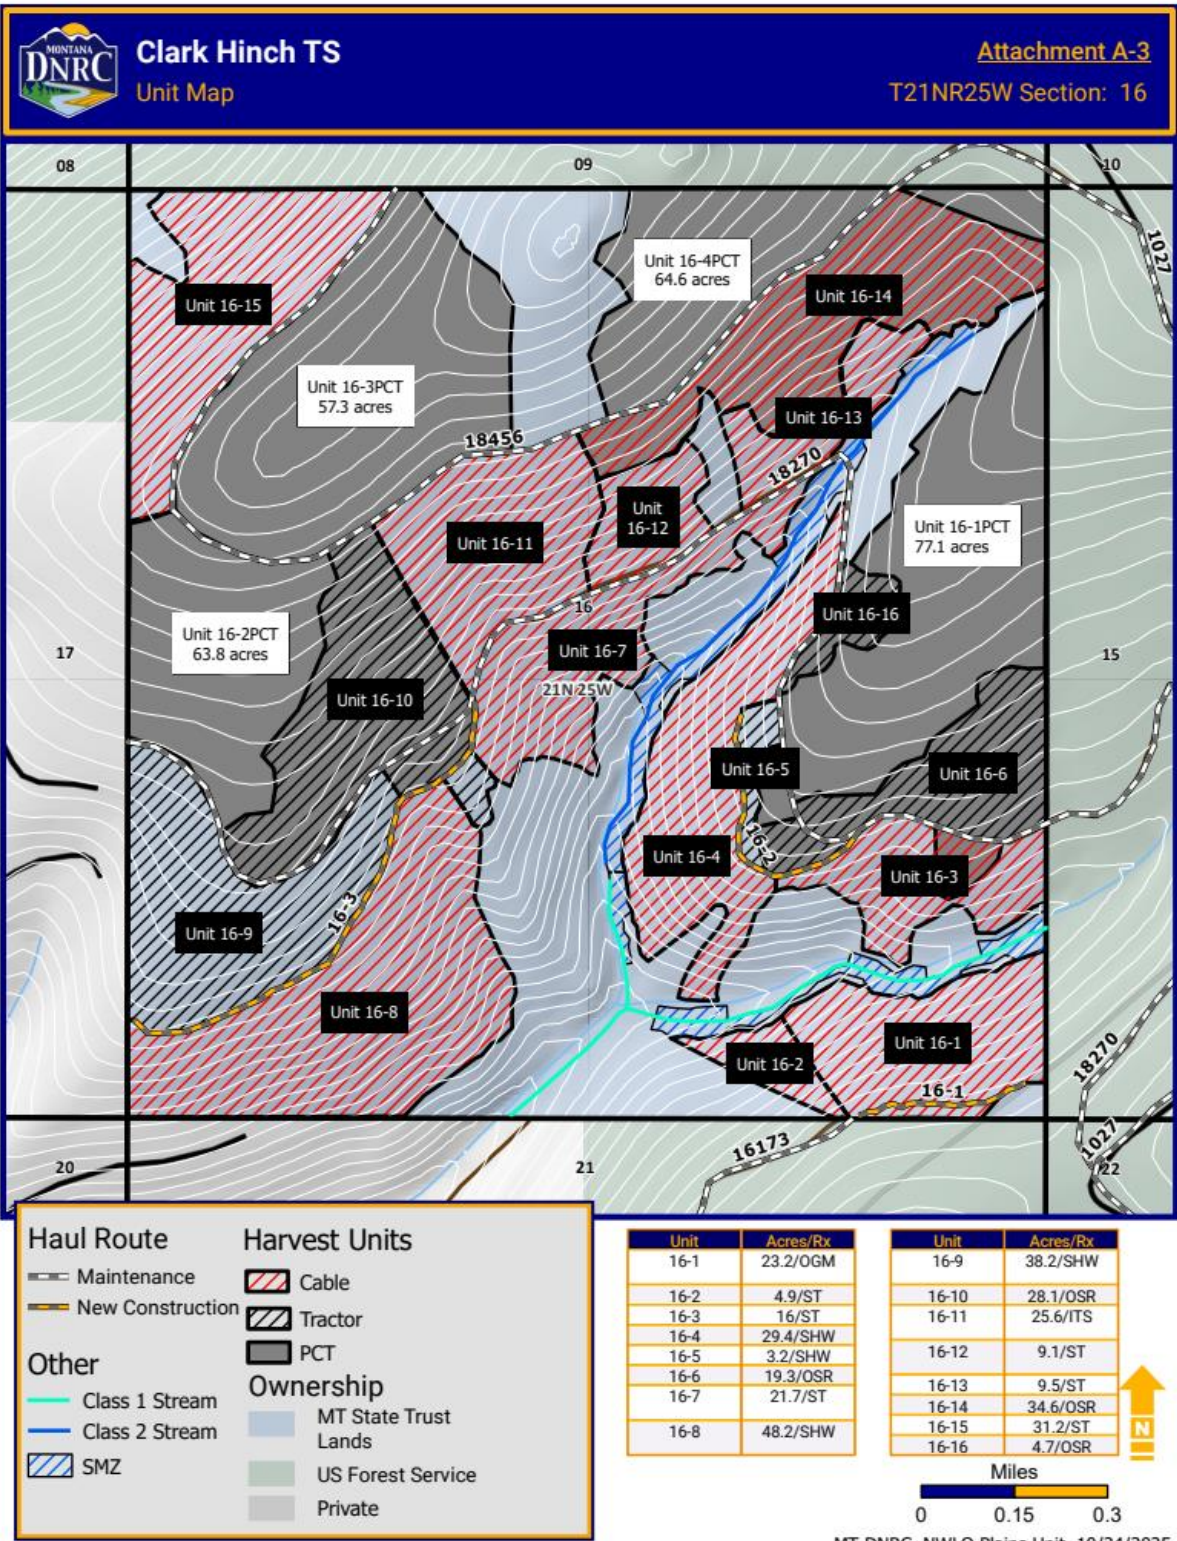 MONTANA
DNRC
Clark Hinch TS
Unit Map
Attachment A-3
T21NR25W Section: 16
08
09
10
1027
Unit 16-4PCT
64.6 acres
Unit 16-14
Unit 16-15
Unit 16-3PCT
57.3 acres
Unit 16-13
18456
18270
Unit
16-12
Unit 16-11
Unit 16-1PCT
77.1 acres
16
Unit 16-16
Unit 16-2PCT
63.8 acres
Unit 16-7
17
15
21N 25W
Unit 16-10
Unit 16-5
Unit 16-6
16-2
Unit 16-4
Unit 16-3
16-3
Unit 16-9
Unit 16-8
Unit 16-1
Unit 16-2
18270
16-1
16173
1027
20
21
22
Haul Route
Maintenance
New Construction
Other
Class 1 Stream
Class 2 Stream
SMZ
Harvest Units
Cable
Tractor
PCT
Ownership
MT State Trust
Lands
US Forest Service
Private
Unit Acres/Rx
16-1 23.2/OGM
16-2 4.9/ST
16-3 16/ST
16-4 29.4/SHW
16-5 3.2/SHW
16-6 19.3/OSR
16-7 21.7/ST
16-8 48.2/SHW
Unit Acres/Rx
16-9 38.2/SHW
16-10 28.1/OSR
16-11 25.6/ITS
16-12 9.1/ST
16-13 9.5/ST
16-14 34.6/OSR
16-15 31.2/ST
16-16 4.7/OSR
N
Miles
0 0.15 0.3